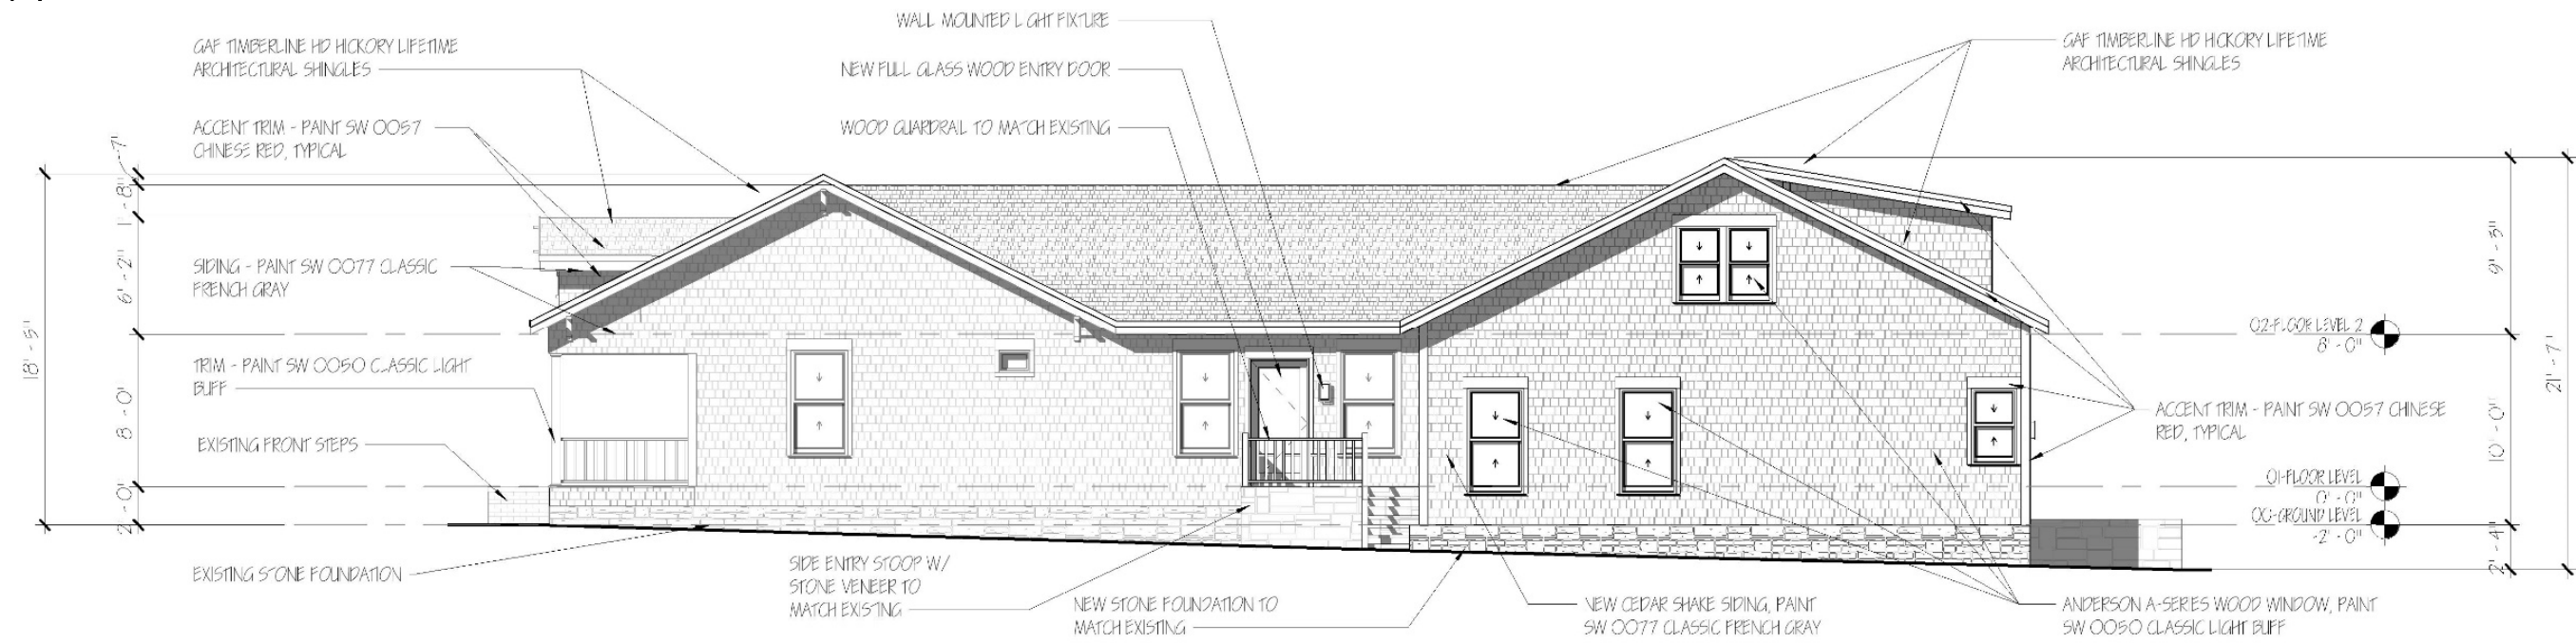 WALL MOUNTED LIGHT FIXTURE
GAF TIMBERLINE HD HICKORY LIFETIME
ARCHITECTURAL SHINGLES
NEW FULL GLASS WOOD ENTRY DOOR
ACCENT TRIM - PAINT SW 0057
CHINESE RED, TYPICAL
WOOD GUARDRAIL TO MATCH EXISTING
SIDING - PAINT SW 0077 CLASSIC
FRENCH GRAY
TRIM - PAINT SW 0050 CLASSIC LIGHT
BUFF
EXISTING FRONT STEPS
EXISTING STONE FOUNDATION
7"
1' - 8"
6' - 2"
8' - 0"
2' - 0"
18' - 5"
SIDE ENTRY STOOP W/
STONE VENEER TO
MATCH EXISTING
NEW STONE FOUNDATION TO
MATCH EXISTING
NEW CEDAR SHAKE SIDING, PAINT
SW 0077 CLASSIC FRENCH GRAY
ANDERSON A-SERIES WOOD WINDOW, PAINT
SW 0050 CLASSIC LIGHT BUFF
GAF TIMBERLINE HD HICKORY LIFETIME
ARCHITECTURAL SHINGLES
02-FLOOR LEVEL 2
8' - 0"
ACCENT TRIM - PAINT SW 0057 CHINESE
RED, TYPICAL
01-FLOOR LEVEL
0' - 0"
00-GROUND LEVEL
-2' - 0"
9' - 3"
10' - 0"
2' - 4"
21' - 7"